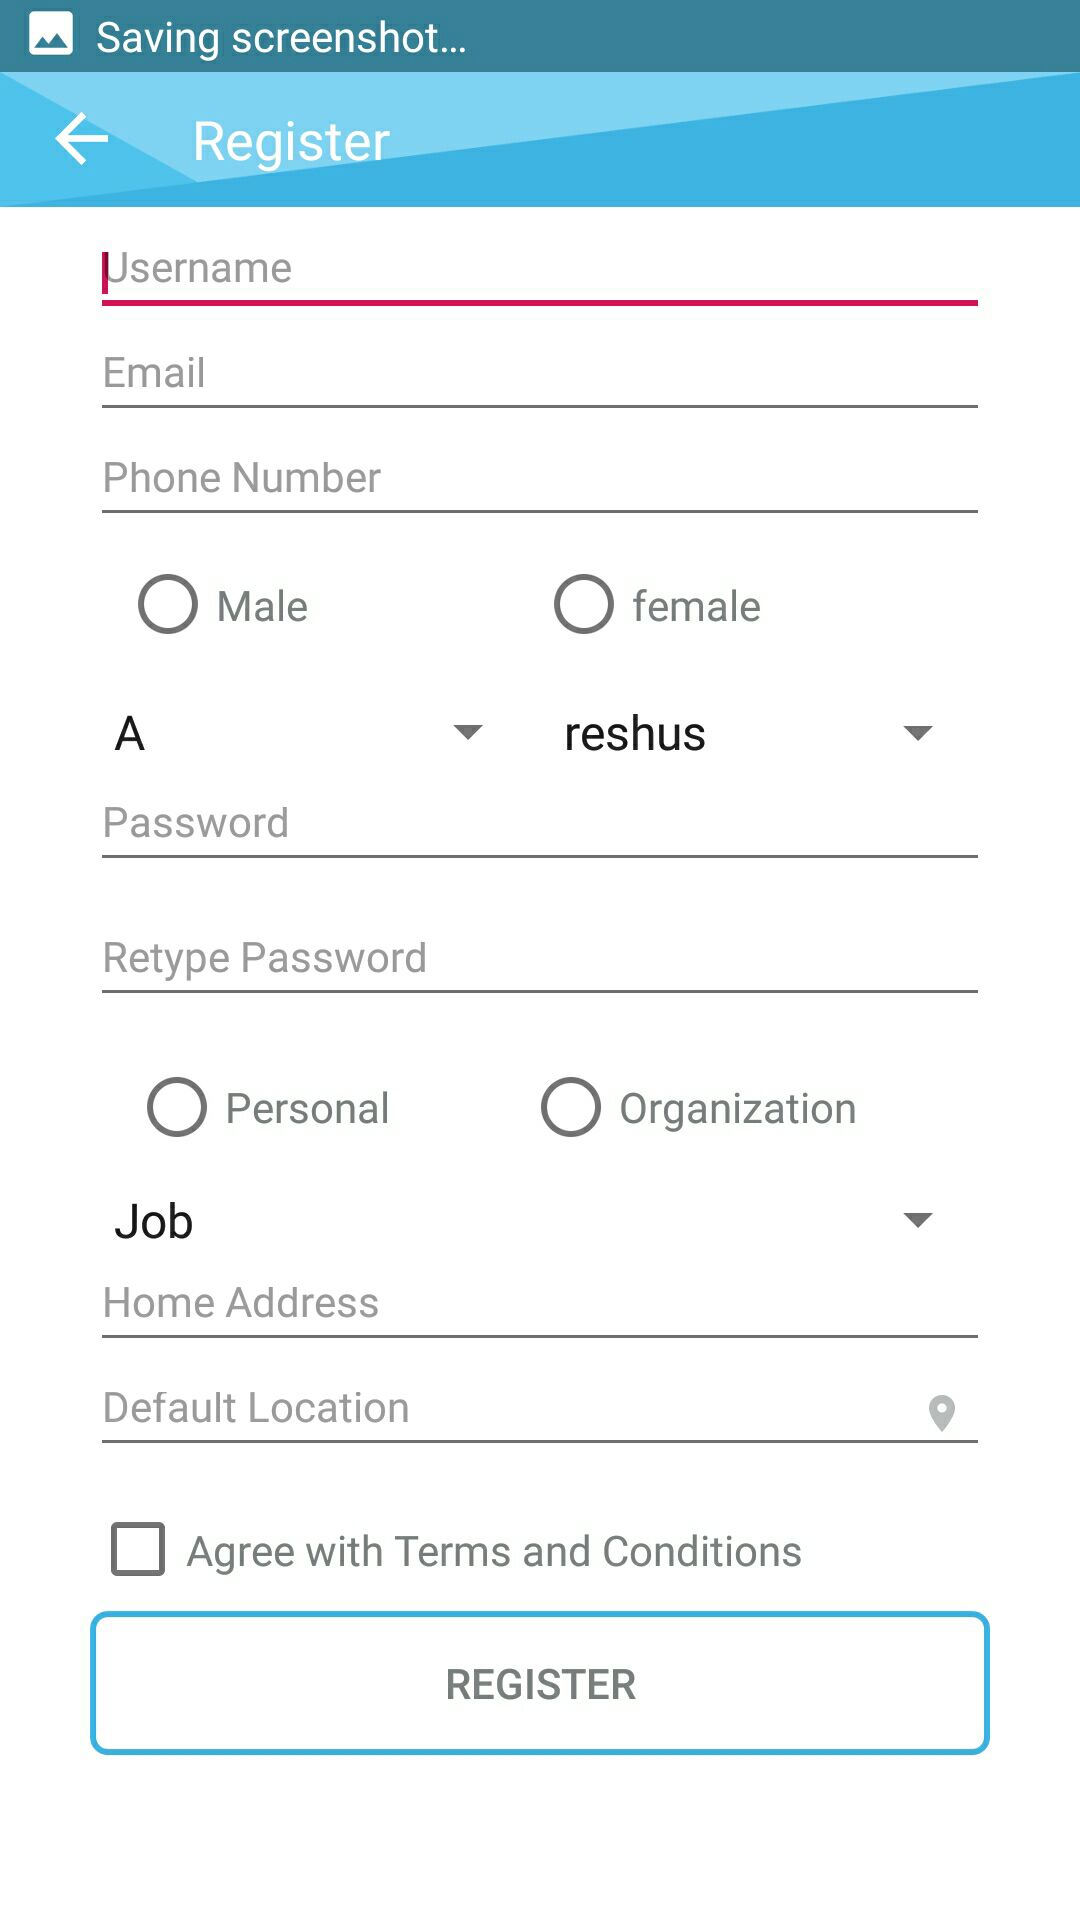 Saving screenshot...
Register
Username
Email
Phone Number
Male female
A reshus
Password
Retype Password
Personal Organization
Job
Home Address
Default Location
Agree with Terms and Conditions
REGISTER